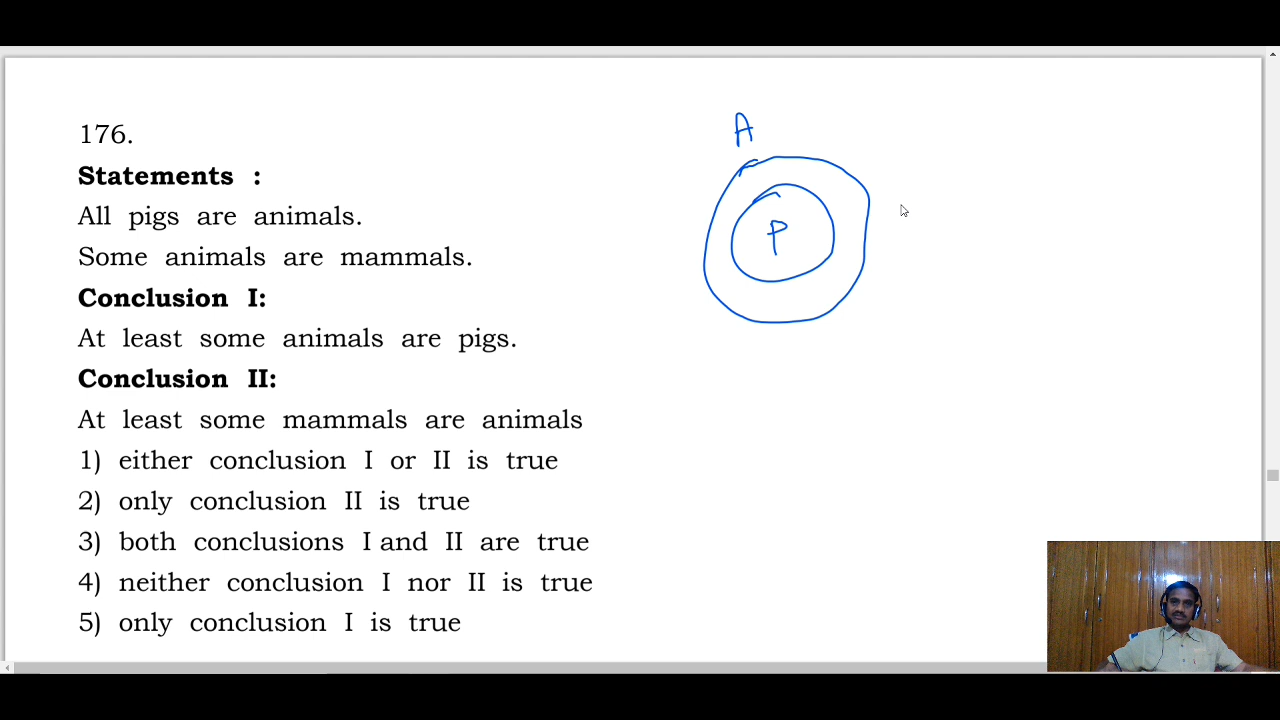 176.
Statements :
All pigs are animals.
Some animals are mammals.
Conclusion I:
At least some animals are pigs.
Conclusion II:
At least some mammals are animals
1) either conclusion I or II is true
2) only conclusion II is true
3) both conclusions I and II are true
4) neither conclusion I nor II is true
5) only conclusion I is true
A
P